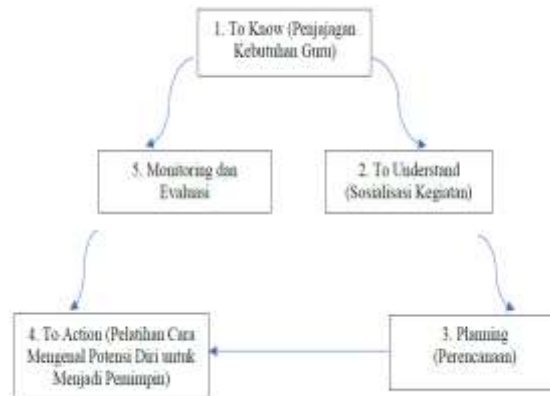 1. To Know (Penjajagan
Kebutuhan Guru)
5. Monitoring dan
Evaluasi
2. To Understand
(Sosialisasi Kegiatan)
4. To Action (Pelatihan Cara
Mengenal Potensi Diri untuk
Menjadi Pemimpin)
3. Planning
(Perencanaan)